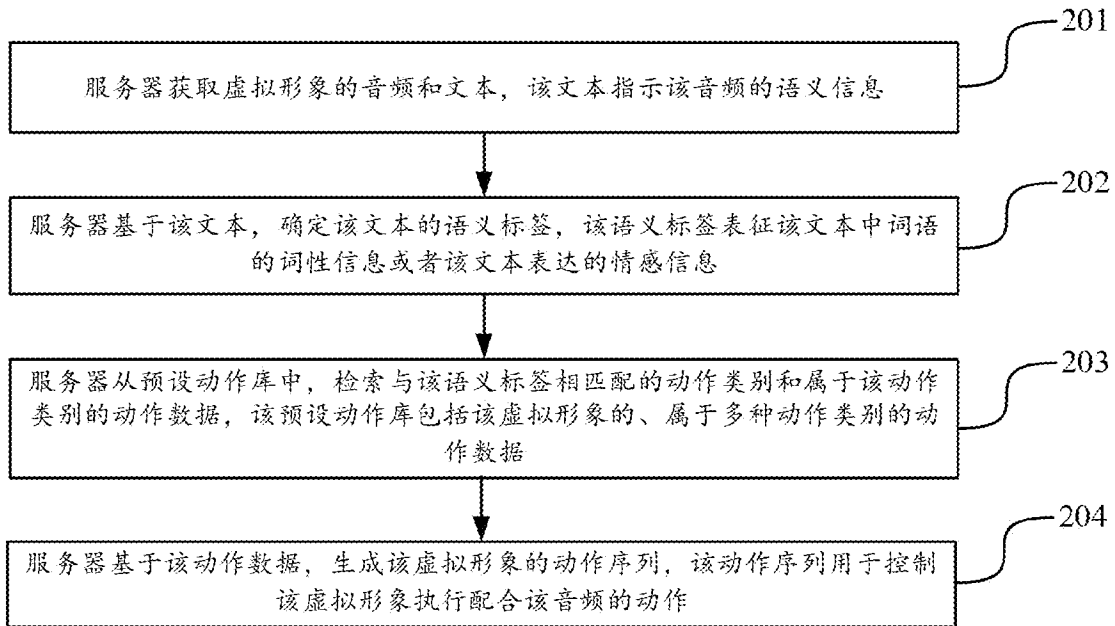 201
服务器获取虚拟形象的音频和文本，该文本指示该音频的语义信息
202
服务器基于该文本，确定该文本的语义标签，该语义标签表征该文本中词语
的词性信息或者该文本表达的情感信息
203
服务器从预设动作库中，检索与该语义标签相匹配的动作类别和属于该动作
类别的动作数据，该预设动作库包括该虚拟形象的、属于多种动作类别的动
作数据
204
服务器基于该动作数据，生成该虚拟形象的动作序列，该动作序列用于控制
该虚拟形象执行配合该音频的动作